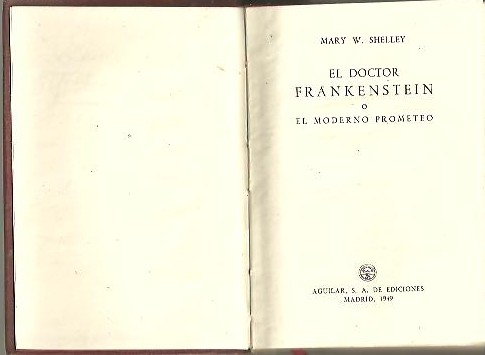 MARY W. SHELLEY
EL DOCTOR
FRANKENSTEIN
O
EL MODERNO PROMETEO
AGUILAR, S. A. DE EDICIONES
MADRID, 1949